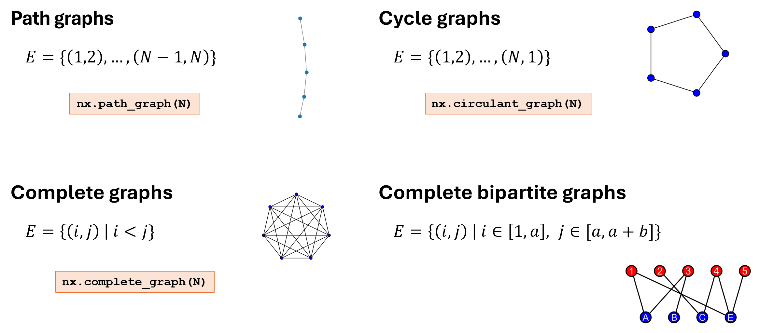 Path graphs
E = {(1,2), … , (N − 1, N)}
nx.path_graph(N)
Cycle graphs
E = {(1,2), … , (N, 1)}
nx.circulant_graph(N)
Complete graphs
E = {(i, j) | i < j}
nx.complete_graph(N)
Complete bipartite graphs
E = {(i, j) | i ∈ [1, a], j ∈ [a, a + b]}
1 2 3 4 5
A B C E